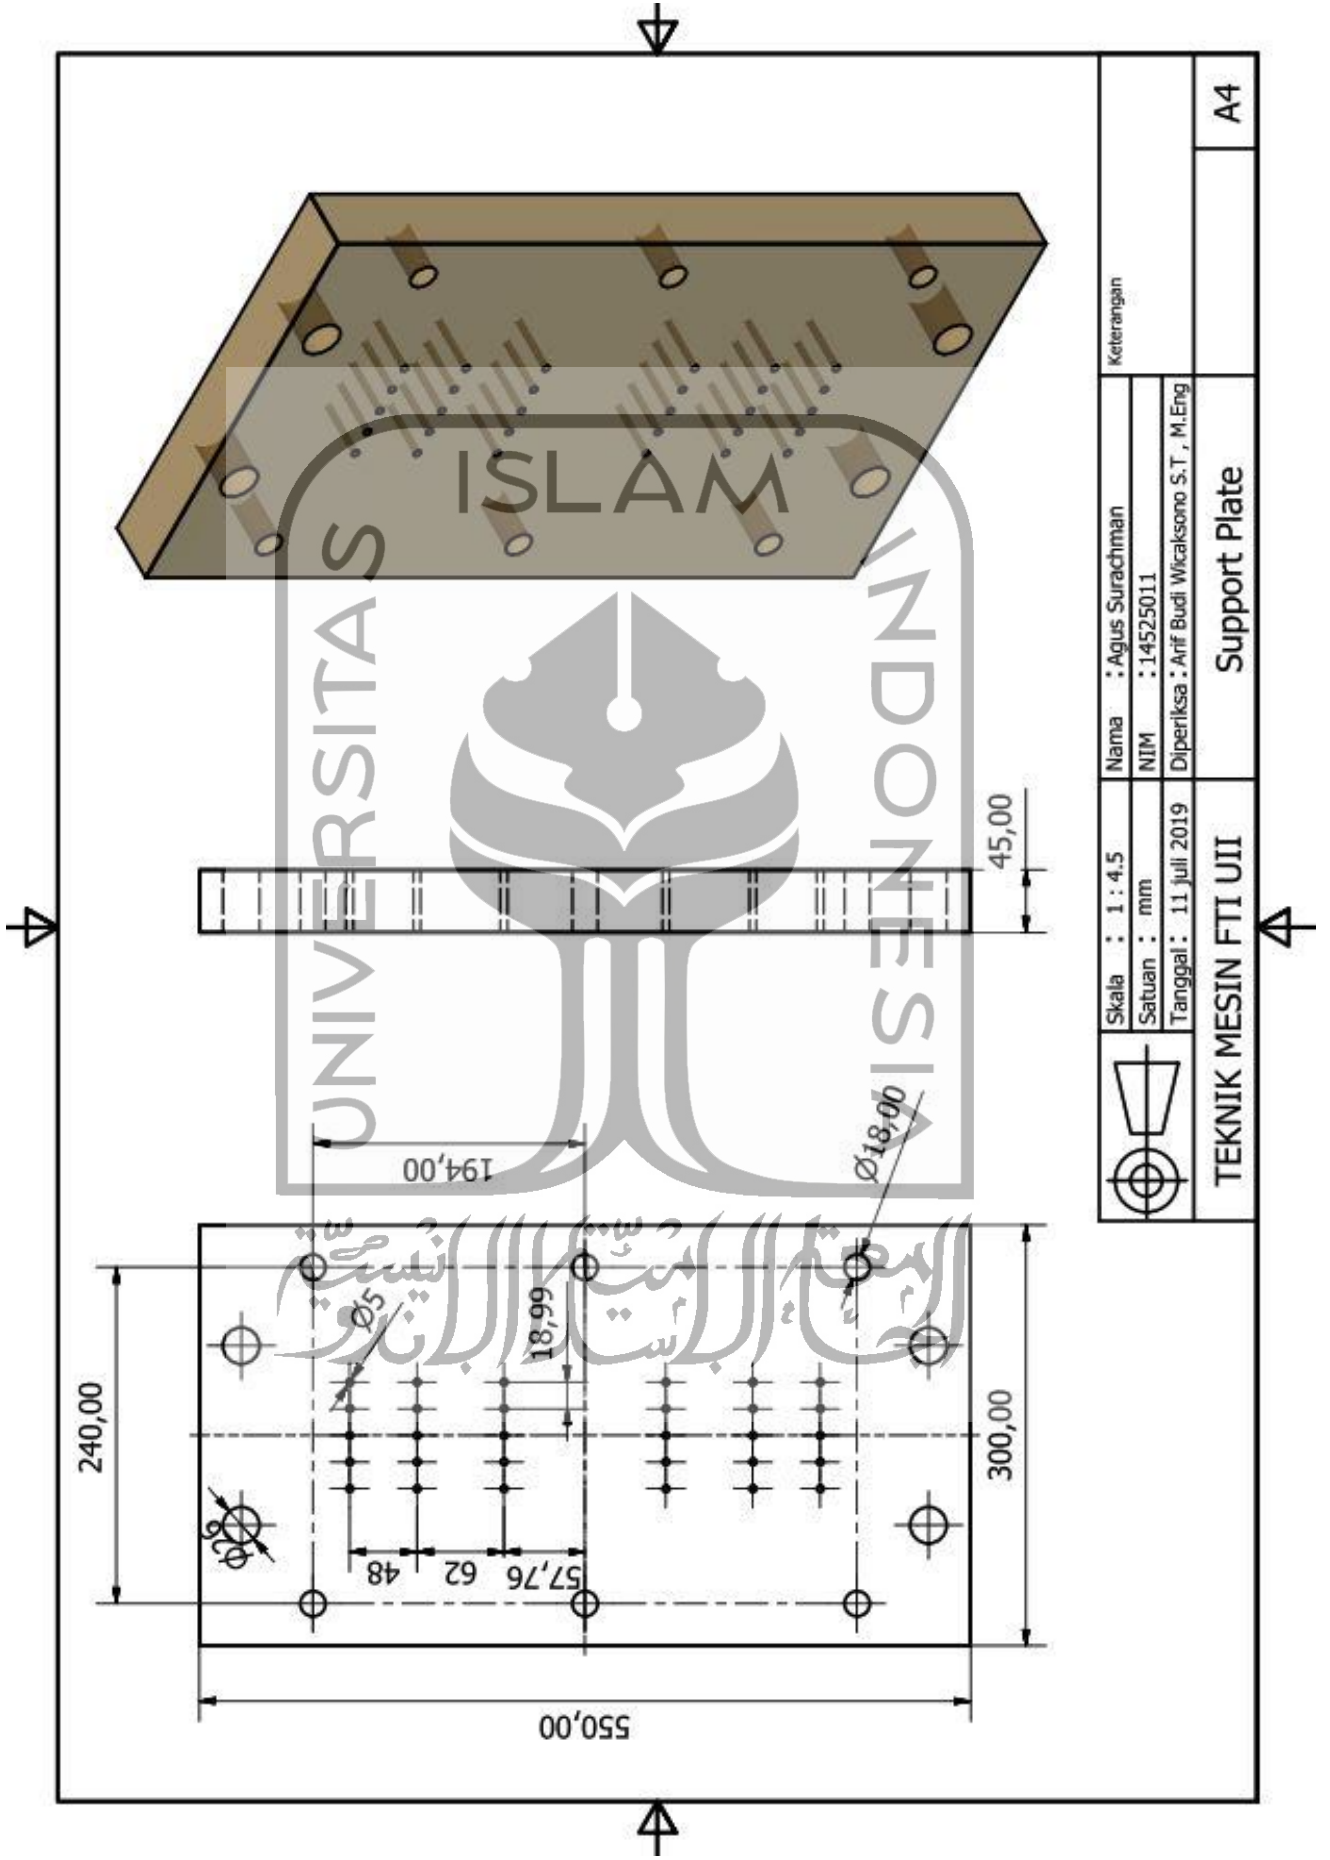 240,00
Ø26
Ø5
18,99
194,00
Ø18,00
48
62
57,76
300,00
550,00
45,00
UNIVERSITAS
ISLAM
INDONESIA
Skala : 1 : 4.5
Satuan : mm
Tanggal : 11 juli 2019
Nama : Agus Surachman
NIM : 14525011
Diperiksa : Arif Budi Wicaksono S.T , M.Eng
Keterangan
TEKNIK MESIN FTI UII
Support Plate
A4